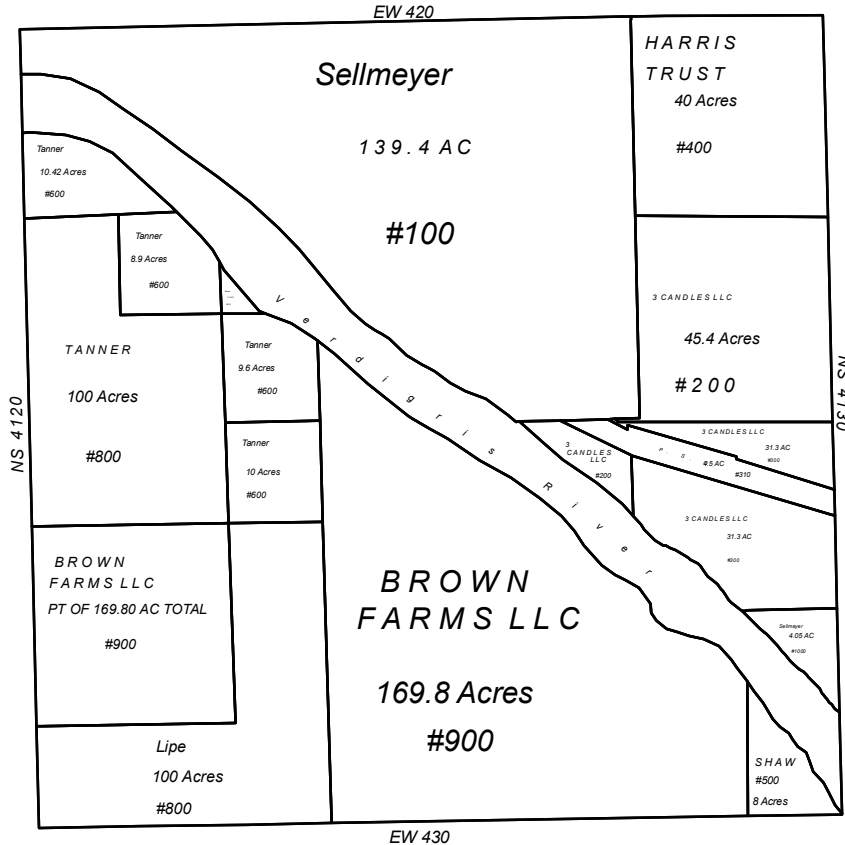 EW 420
Sellmeyer
139.4 AC
#100
HARRIS
TRUST
40 Acres
#400
Tanner
10.42 Acres
#600
Tanner
8.9 Acres
#600
Verdigris River
3 CANDLES LLC
45.4 Acres
#200
NS 4130
TANNER
100 Acres
#800
NS 4120
Tanner
9.6 Acres
#600
Tanner
10 Acres
#600
3
CANDLES
LLC
#200
3 CANDLES LLC
31.3 AC
#300
P. S.
4.5 AC
#310
3 CANDLES LLC
31.3 AC
#300
BROWN
FARMS LLC
PT OF 169.80 AC TOTAL
#900
BROWN
FARMS LLC
169.8 Acres
#900
Sellmeyer
4.05 AC
#1000
Lipe
100 Acres
#800
SHAW
#500
8 Acres
EW 430